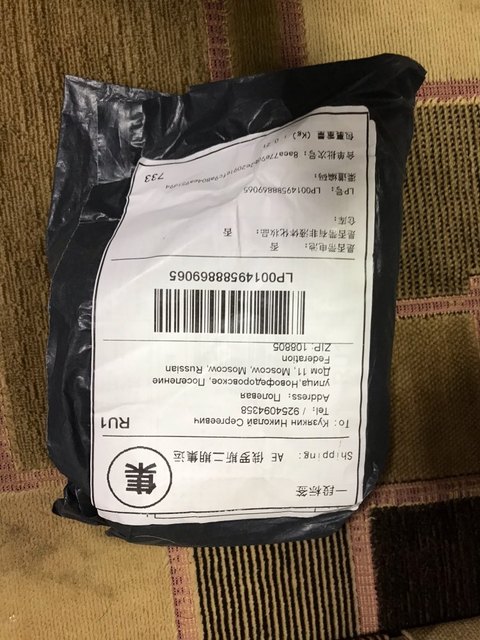 一段标签
集
Shipping: AE 俄罗斯二期集运
To: Кузякин Николай Сергеевич
RU1
Tel: / 9254094358
Address: Полевая
улица,Новофедоровское, Поселение
Дом 11, Moscow, Moscow, Russian
Federation
ZIP: 108805
LP00149588869065
是否带电池: 否
是否带有非液体化妆品: 否
仓库:
LP号: LP00149588869065
渠道编码: 733
合单批次号:
包裹重量 (Kg):